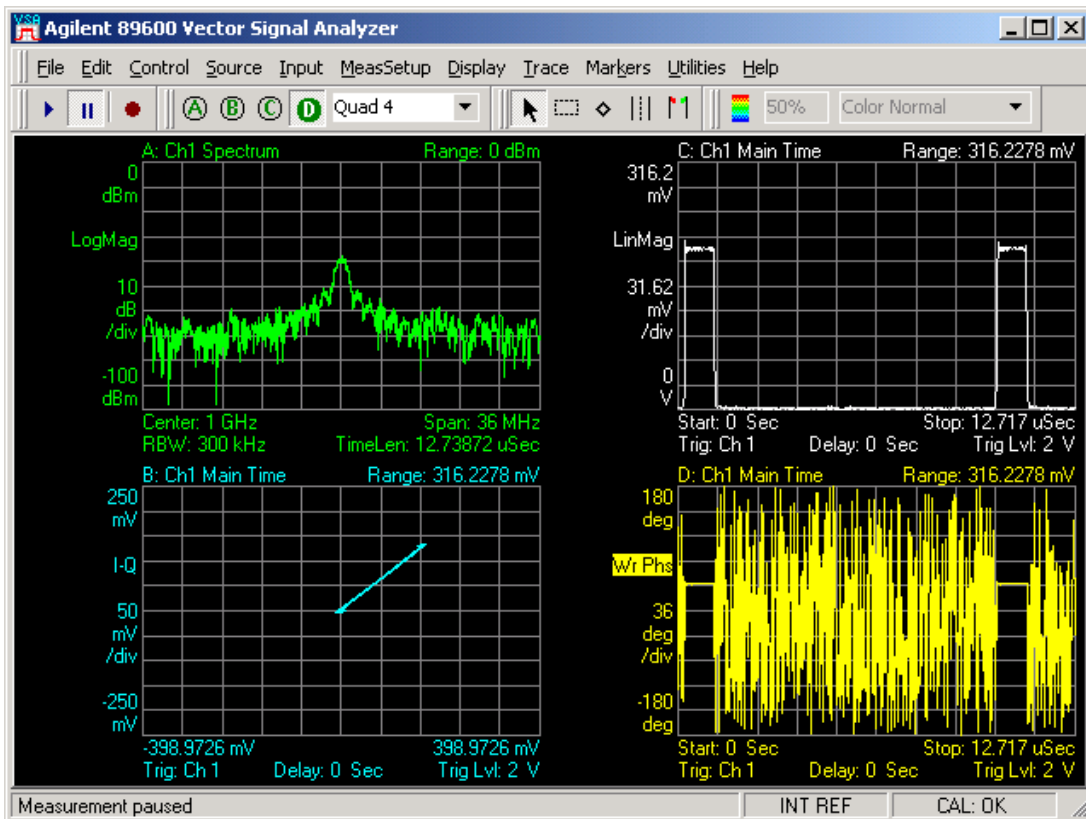 VSA Agilent 89600 Vector Signal Analyzer
File Edit Control Source Input MeasSetup Display Trace Markers Utilities Help
A B C D Quad 4 50% Color Normal
A: Ch1 Spectrum Range: 0 dBm
0
dBm
LogMag
10
dB
/div
-100
dBm
Center: 1 GHz Span: 36 MHz
RBW: 300 kHz TimeLen: 12.73872 uSec
C: Ch1 Main Time Range: 316.2278 mV
316.2
mV
LinMag
31.62
mV
/div
0
V
Start: 0 Sec Stop: 12.717 uSec
Trig: Ch 1 Delay: 0 Sec Trig Lvl: 2 V
B: Ch1 Main Time Range: 316.2278 mV
250
mV
I-Q
50
mV
/div
-250
mV
-398.9726 mV 398.9726 mV
Trig: Ch 1 Delay: 0 Sec Trig Lvl: 2 V
D: Ch1 Main Time Range: 316.2278 mV
180
deg
Wr Phs
36
deg
/div
-180
deg
Start: 0 Sec Stop: 12.717 uSec
Trig: Ch 1 Delay: 0 Sec Trig Lvl: 2 V
Measurement paused INT REF CAL: OK